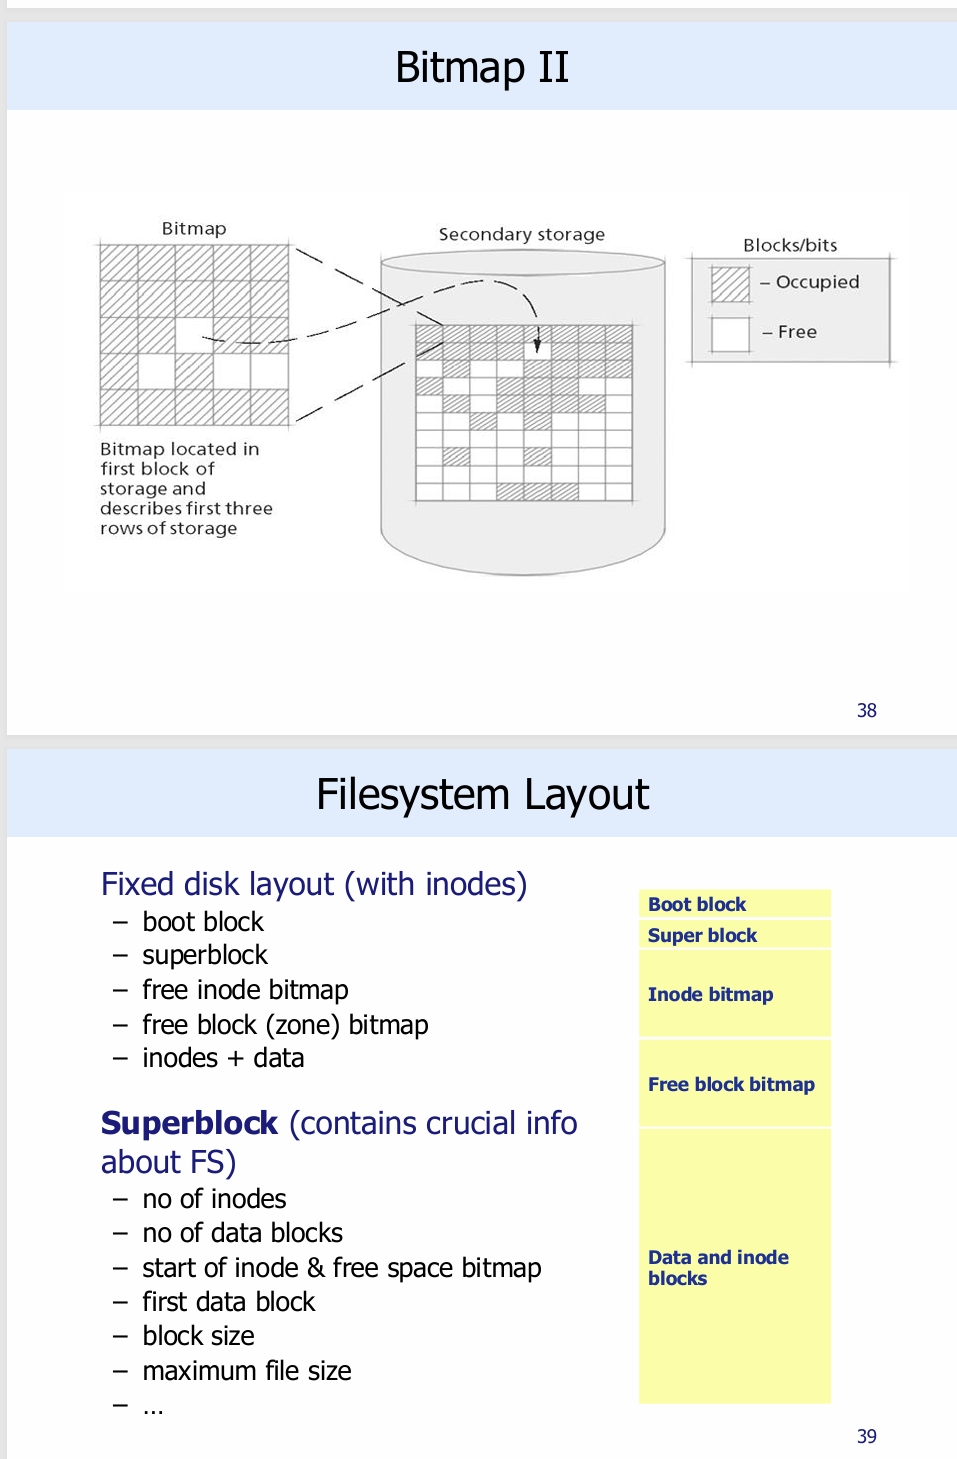 Bitmap II
Bitmap
Secondary storage
Blocks/bits
– Occupied
– Free
Bitmap located in
first block of
storage and
describes first three
rows of storage
38
Filesystem Layout
Fixed disk layout (with inodes)
– boot block
– superblock
– free inode bitmap
– free block (zone) bitmap
– inodes + data
Superblock (contains crucial info
about FS)
– no of inodes
– no of data blocks
– start of inode & free space bitmap
– first data block
– block size
– maximum file size
– ...
Boot block
Super block
Inode bitmap
Free block bitmap
Data and inode
blocks
39